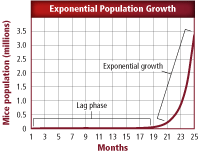 Exponential Population Growth
Mice population (millions)
3.5
3.0
2.5
2.0
1.5
1.0
0.5
0
Exponential growth
Lag phase
1 3 5 7 9 11 13 15 17 19 21 23 25
Months